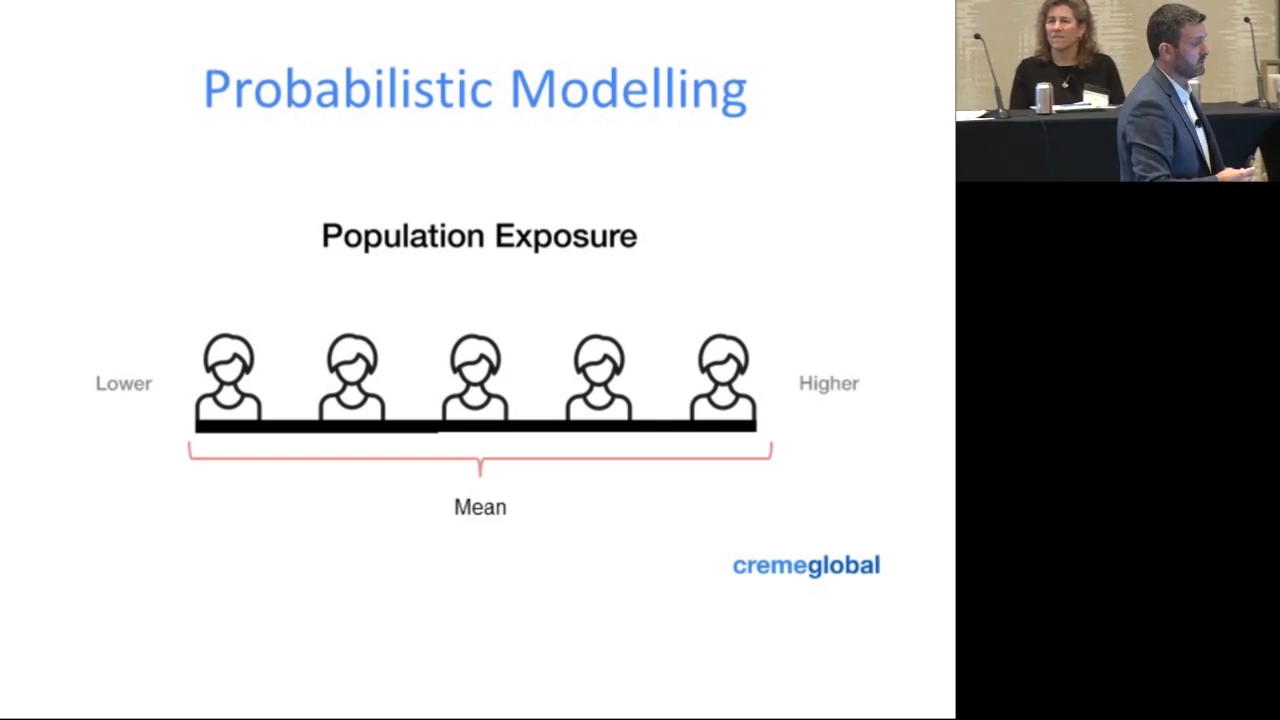 Probabilistic Modelling
Population Exposure
Lower
Higher
Mean
cremeglobal